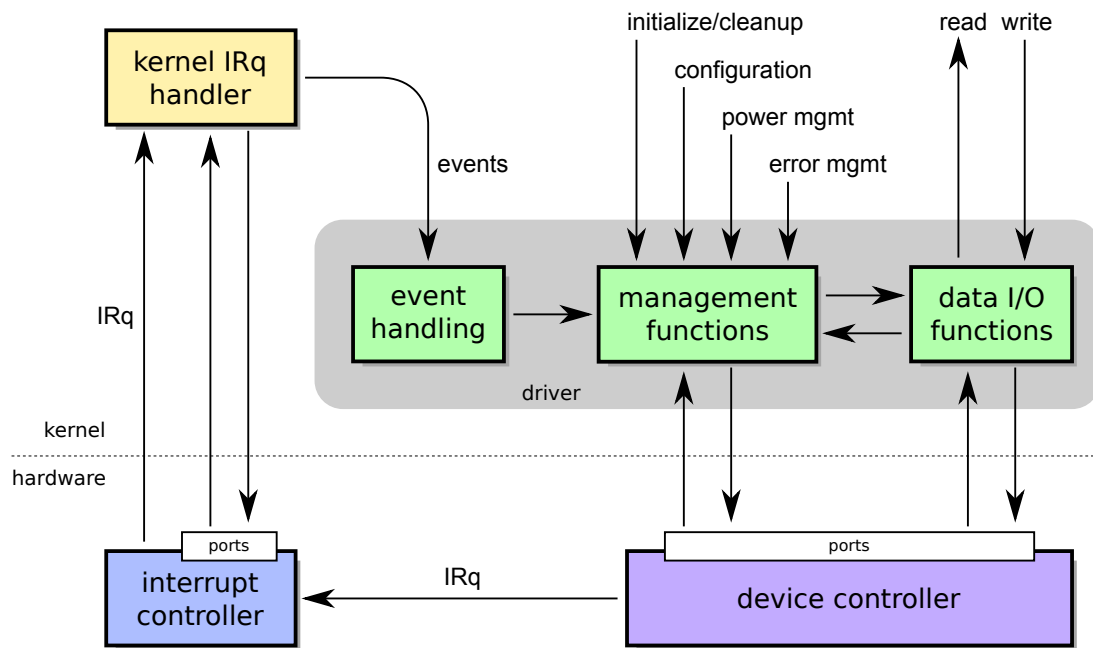 initialize/cleanup
read write
kernel IRq
handler
configuration
power mgmt
events
error mgmt
event
handling
management
functions
data I/O
functions
IRq
driver
kernel
hardware
ports
ports
interrupt
controller
IRq
device controller